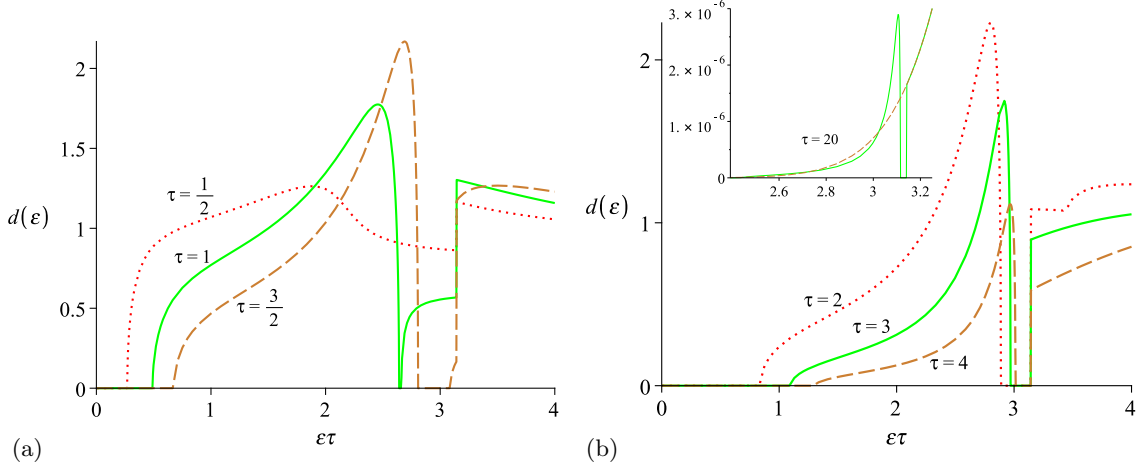 2
1.5
d(ε)
1
0.5
0
0
1
2
3
4
ετ
τ = 1/2
τ = 1
τ = 3/2
(a)
3. × 10⁻⁶
2. × 10⁻⁶
1. × 10⁻⁶
0
2.6
2.8
3
3.2
τ = 20
2
d(ε)
1
0
0
1
2
3
4
ετ
τ = 2
τ = 3
τ = 4
(b)